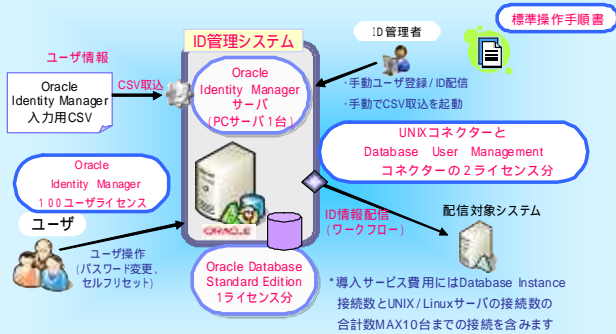 標準操作手順書
ID管理者
ID管理システム
ユーザ情報
Oracle
Identity Manager
入力用CSV
CSV取込
Oracle
Identity Manager
サーバ
(PCサーバ1台)
・手動ユーザ登録/ID配信
・手動でCSV取込を起動
UNIXコネクターと
Database User Management
コネクターの2ライセンス分
Oracle
Identity Manager
100ユーザライセンス
ユーザ
ORACLE
ID情報配信
(ワークフロー)
配信対象システム
ユーザ操作
(パスワード変更、
セルフリセット)
Oracle Database
Standard Edition
1ライセンス分
*導入サービス費用にはDatabase Instance
接続数とUNIX/Linuxサーバの接続数の
合計数MAX10台までの接続を含みます